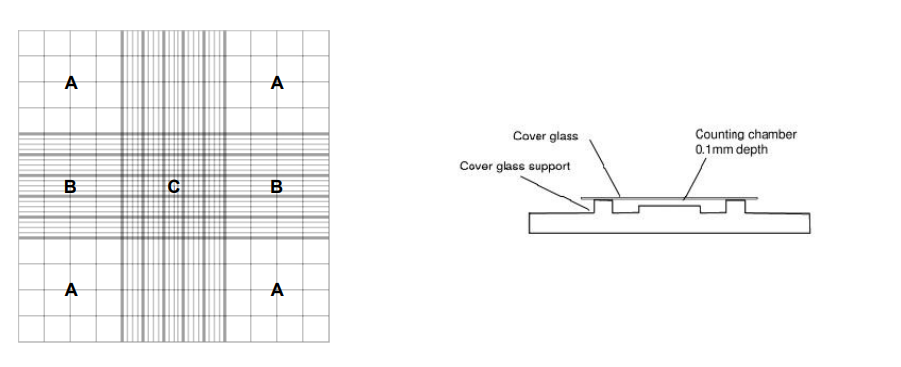 A
A
B
C
B
A
A
Cover glass
Cover glass support
Counting chamber
0.1mm depth